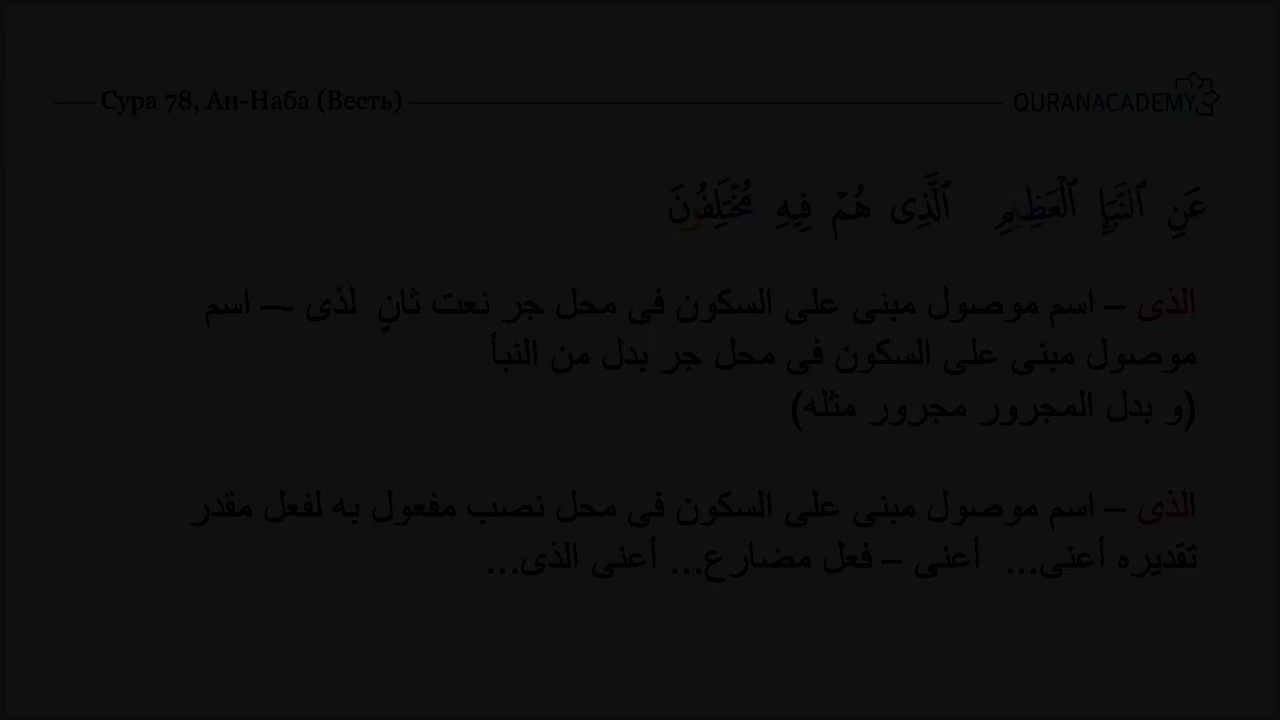 Сура 78, Ан-Наба (Весть)
QURANACADEMY
عَنِ ٱلنَّبَإِ ٱلْعَظِيمِ ٱلَّذِى هُمْ فِيهِ مُخْتَلِفُونَ
الذى – اسم موصول مبنى على السكون فى محل جر نعت ثانٍ لذى -– اسم
موصول مبنى على السكون فى محل جر بدل من النبأ
(و بدل المجرور مجرور مثله)
الذى – اسم موصول مبنى على السكون فى محل نصب مفعول به لفعل مقدر
تقديره أعنى... أعنى – فعل مضارع... أعنى الذى...